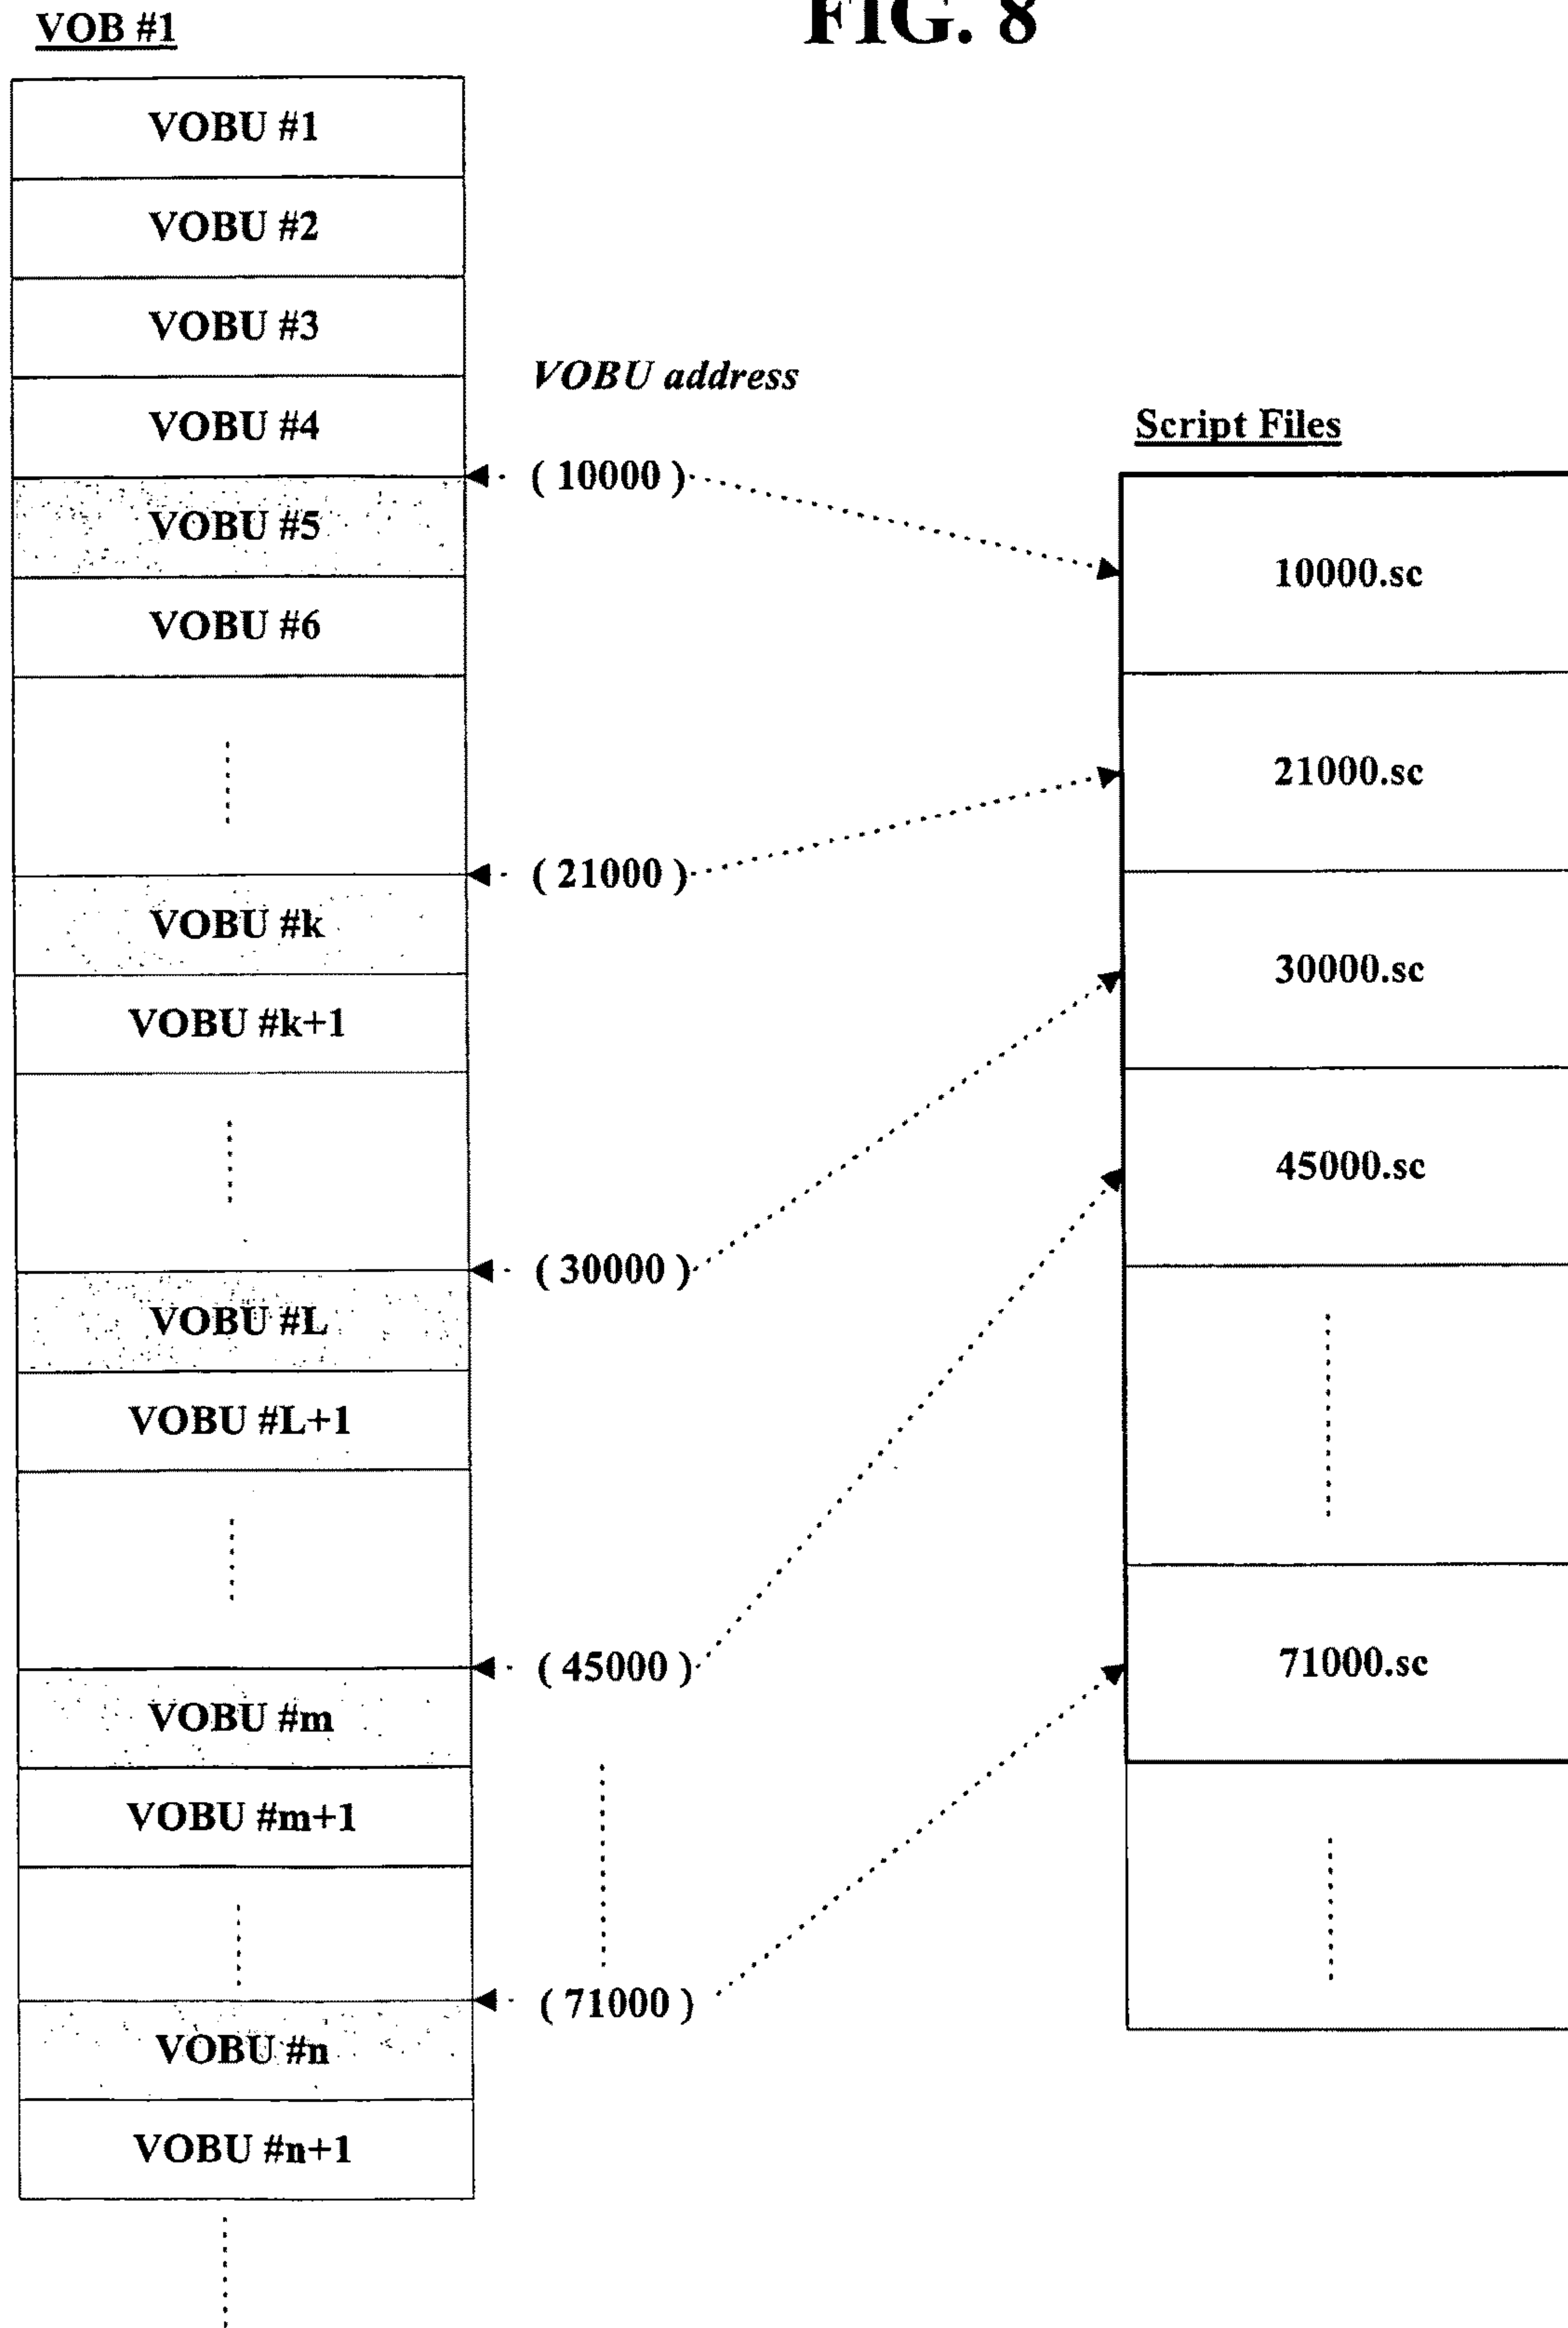 FIG. 8
VOB #1
VOBU #1
VOBU #2
VOBU #3
VOBU #4
VOBU #5
VOBU #6
VOBU #k
VOBU #k+1
VOBU #L
VOBU #L+1
VOBU #m
VOBU #m+1
VOBU #n
VOBU #n+1
VOBU address
( 10000 )
( 21000 )
( 30000 )
( 45000 )
( 71000 )
Script Files
10000.sc
21000.sc
30000.sc
45000.sc
71000.sc